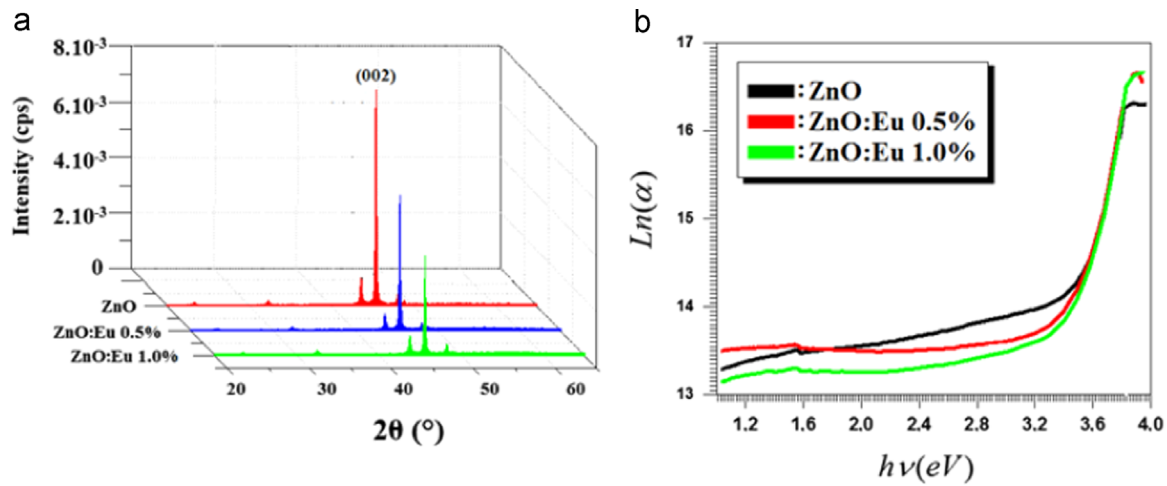 a
8.10-3
6.10-3
4.10-3
2.10-3
0
Intensity (cps)
(002)
ZnO
ZnO:Eu 0.5%
ZnO:Eu 1.0%
20 30 40 50 60
2θ (°)
b
17
16
15
14
13
Ln(α)
:ZnO
:ZnO:Eu 0.5%
:ZnO:Eu 1.0%
1.2 1.6 2.0 2.4 2.8 3.2 3.6 4.0
hν(eV)